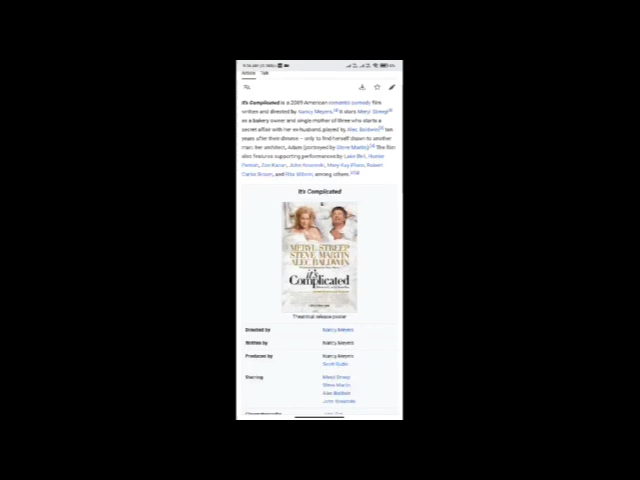 Article Talk
It's Complicated is a 2009 American romantic comedy film
written and directed by Nancy Meyers.[3] It stars Meryl Streep
as a bakery owner and single mother of three who starts a
secret affair with her ex-husband, played by Alec Baldwin, ten
years after their divorce – only to find herself drawn to another
man: her architect, Adam (portrayed by Steve Martin). The film
also features supporting performances by Lake Bell, Hunter
Parrish, Zoe Kazan, John Krasinski, Mary Kay Place, Robert
Curtis Brown, and Rita Wilson, among others.
It's Complicated
MERYL STREEP
STEVE MARTIN
ALEC BALDWIN
it's
Complicated
Theatrical release poster
Directed by Nancy Meyers
Written by Nancy Meyers
Produced by Nancy Meyers
Scott Rudin
Starring Meryl Streep
Steve Martin
Alec Baldwin
John Krasinski